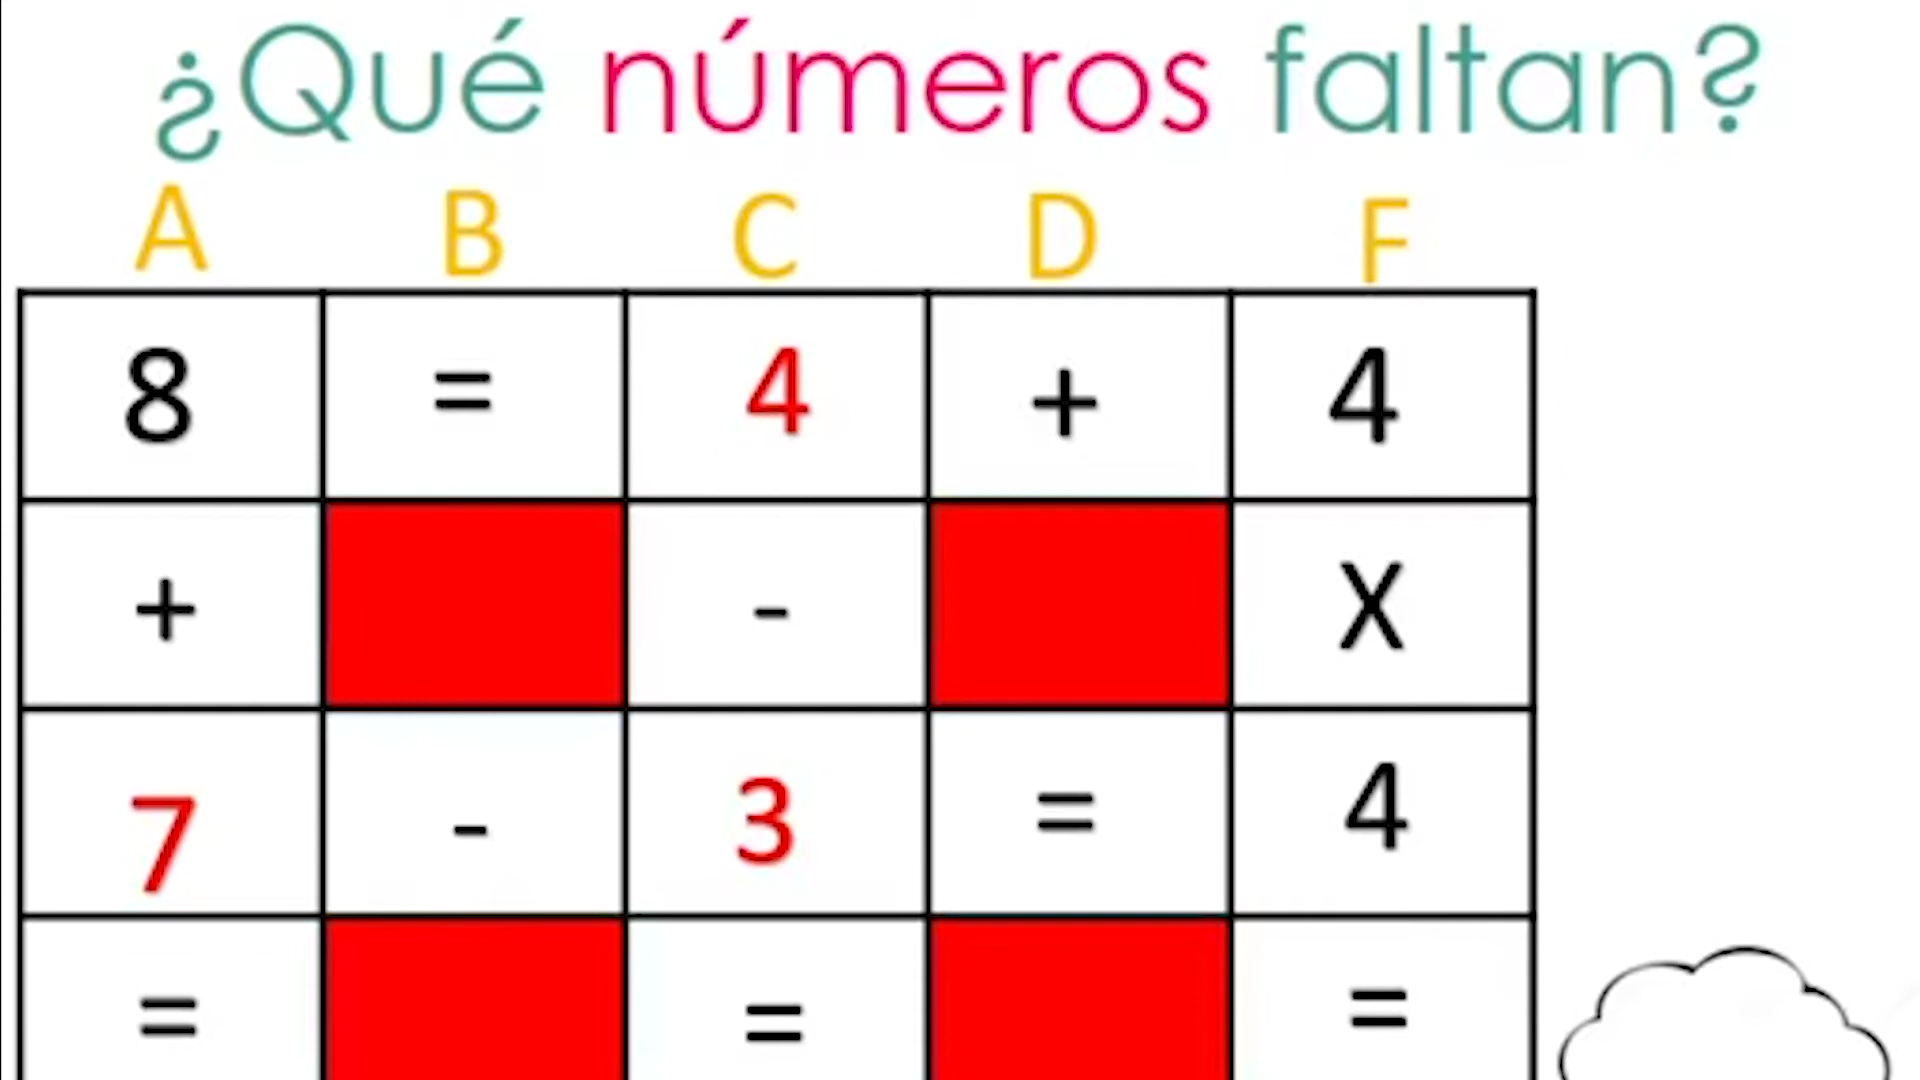 ¿Qué números faltan?
A B C D F
8 = 4 + 4
+ - X
7 - 3 = 4
= = =